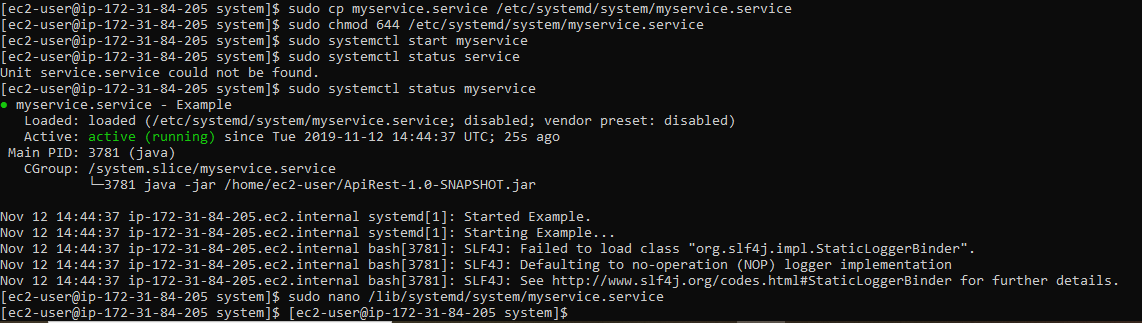 [ec2-user@ip-172-31-84-205 system]$ sudo cp myservice.service /etc/systemd/system/myservice.service
[ec2-user@ip-172-31-84-205 system]$ sudo chmod 644 /etc/systemd/system/myservice.service
[ec2-user@ip-172-31-84-205 system]$ sudo systemctl start myservice
[ec2-user@ip-172-31-84-205 system]$ sudo systemctl status service
Unit service.service could not be found.
[ec2-user@ip-172-31-84-205 system]$ sudo systemctl status myservice
● myservice.service - Example
   Loaded: loaded (/etc/systemd/system/myservice.service; disabled; vendor preset: disabled)
   Active: active (running) since Tue 2019-11-12 14:44:37 UTC; 25s ago
 Main PID: 3781 (java)
   CGroup: /system.slice/myservice.service
           └─3781 java -jar /home/ec2-user/ApiRest-1.0-SNAPSHOT.jar
Nov 12 14:44:37 ip-172-31-84-205.ec2.internal systemd[1]: Started Example.
Nov 12 14:44:37 ip-172-31-84-205.ec2.internal systemd[1]: Starting Example...
Nov 12 14:44:37 ip-172-31-84-205.ec2.internal bash[3781]: SLF4J: Failed to load class "org.slf4j.impl.StaticLoggerBinder".
Nov 12 14:44:37 ip-172-31-84-205.ec2.internal bash[3781]: SLF4J: Defaulting to no-operation (NOP) logger implementation
Nov 12 14:44:37 ip-172-31-84-205.ec2.internal bash[3781]: SLF4J: See http://www.slf4j.org/codes.html#StaticLoggerBinder for further details.
[ec2-user@ip-172-31-84-205 system]$ sudo nano /lib/systemd/system/myservice.service
[ec2-user@ip-172-31-84-205 system]$ [ec2-user@ip-172-31-84-205 system]$